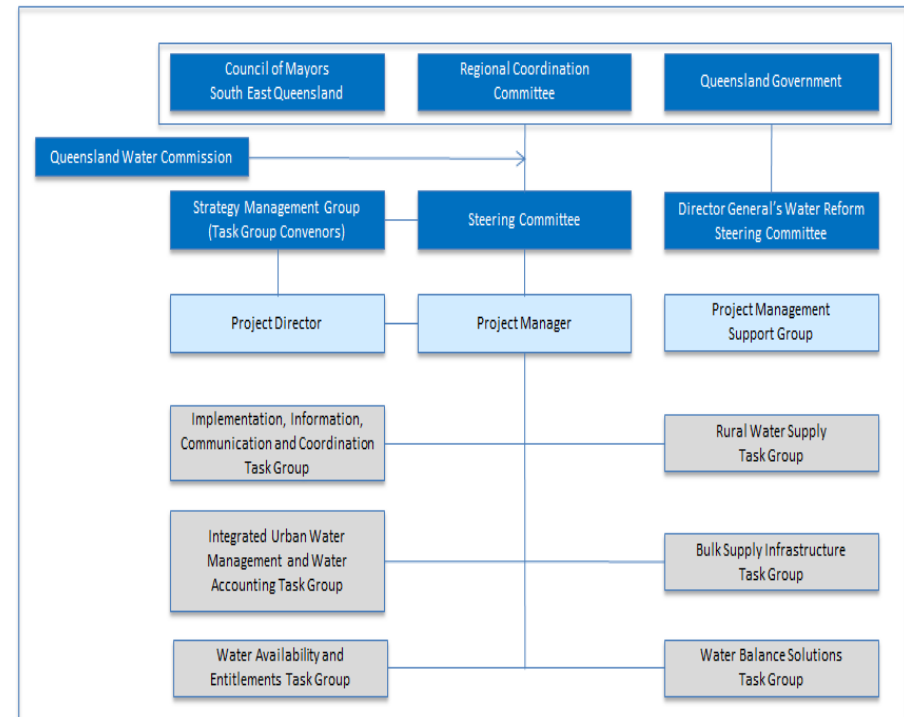 Council of Mayors
South East Queensland
Regional Coordination
Committee
Queensland Government
Queensland Water Commission
Strategy Management Group
(Task Group Convenors)
Steering Committee
Director General's Water Reform
Steering Committee
Project Director
Project Manager
Project Management
Support Group
Implementation, Information,
Communication and Coordination
Task Group
Rural Water Supply
Task Group
Integrated Urban Water
Management and Water
Accounting Task Group
Bulk Supply Infrastructure
Task Group
Water Availability and
Entitlements Task Group
Water Balance Solutions
Task Group